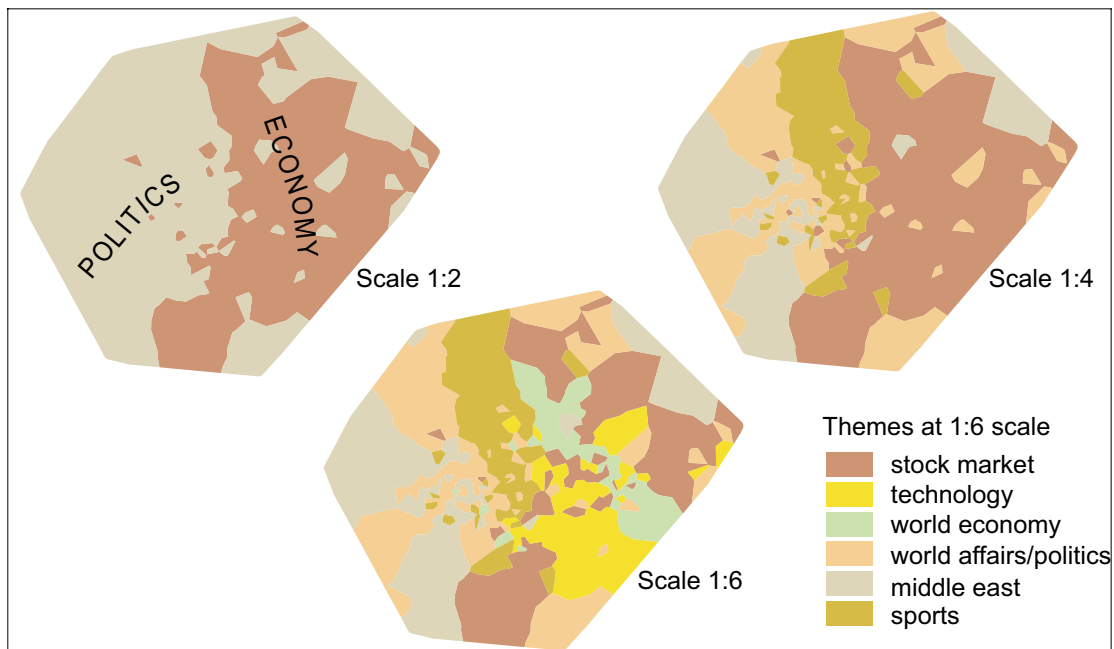 POLITICS
ECONOMY
Scale 1:2
Scale 1:4
Scale 1:6
Themes at 1:6 scale
stock market
technology
world economy
world affairs/politics
middle east
sports